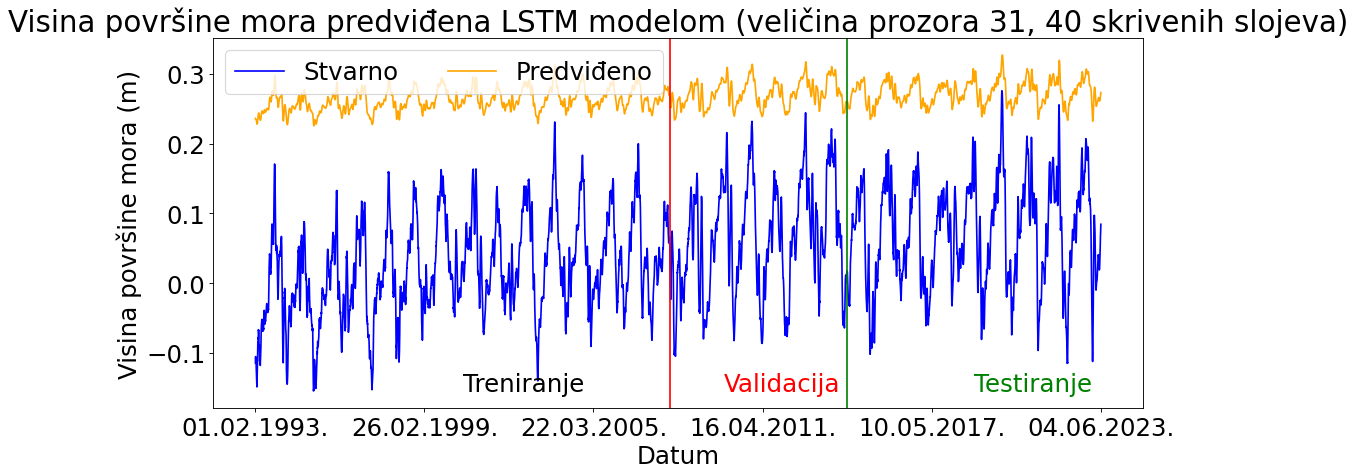 Visina površine mora predviđena LSTM modelom (veličina prozora 31, 40 skrivenih slojeva)
Stvarno
Predviđeno
Visina površine mora (m)
0.3
0.2
0.1
0.0
−0.1
Treniranje
Validacija
Testiranje
01.02.1993.
26.02.1999.
22.03.2005.
16.04.2011.
10.05.2017.
04.06.2023.
Datum